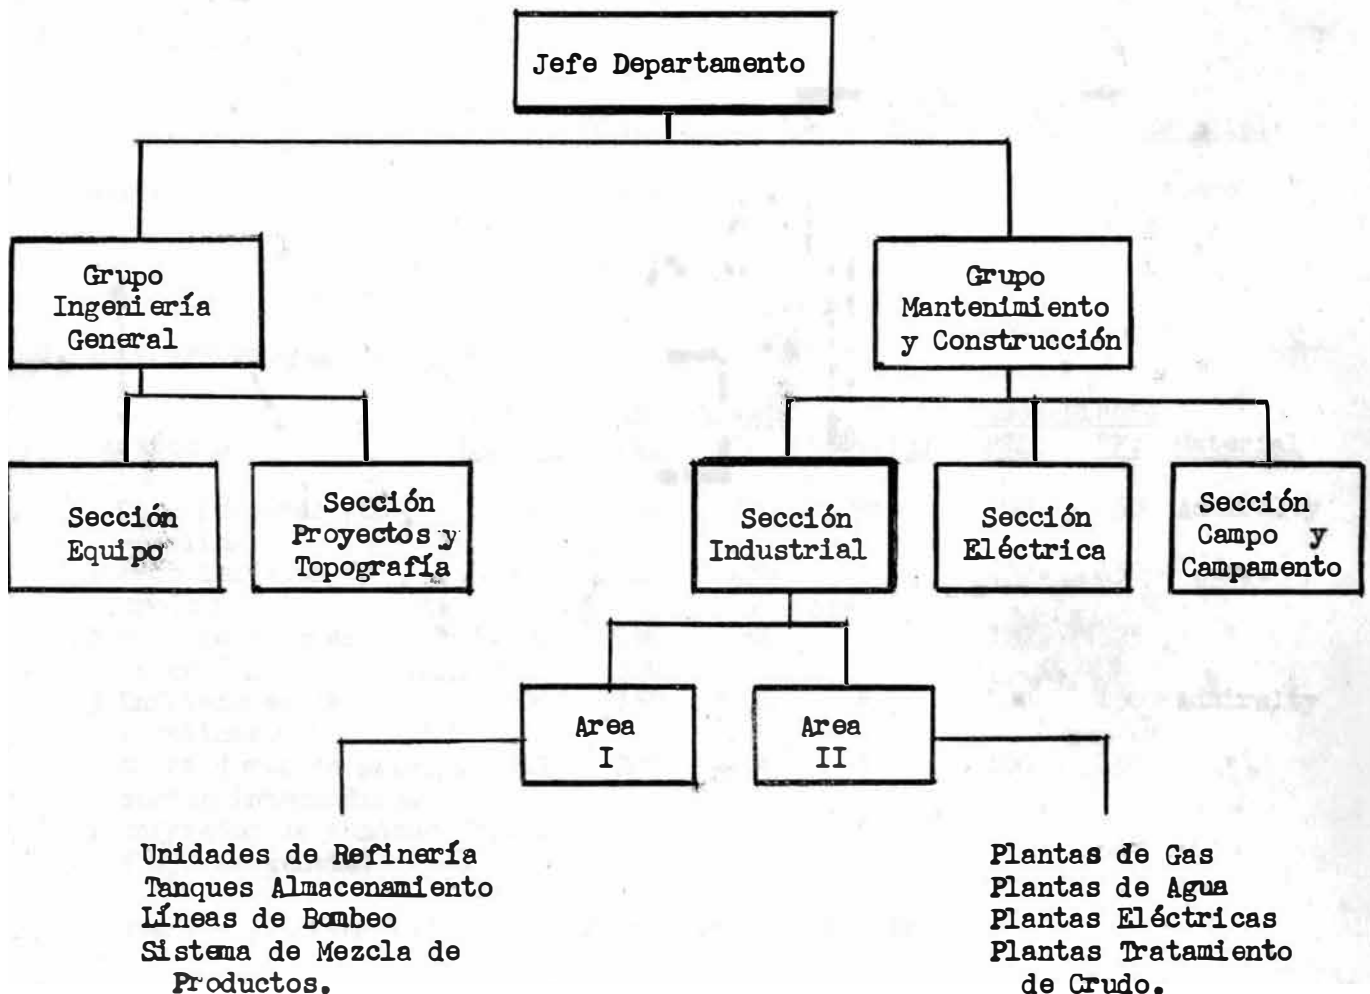 Jefe Departamento
Grupo
Ingeniería
General
Grupo
Mantenimiento
y Construcción
Sección
Equipo
Sección
Proyectos y
Topografía
Sección
Industrial
Sección
Eléctrica
Sección
Campo y
Campamento
Area
I
Area
II
Unidades de Refinería
Tanques Almacenamiento
Líneas de Bombeo
Sistema de Mezcla de
Productos.
Plantas de Gas
Plantas de Agua
Plantas Eléctricas
Plantas Tratamiento
de Crudo.